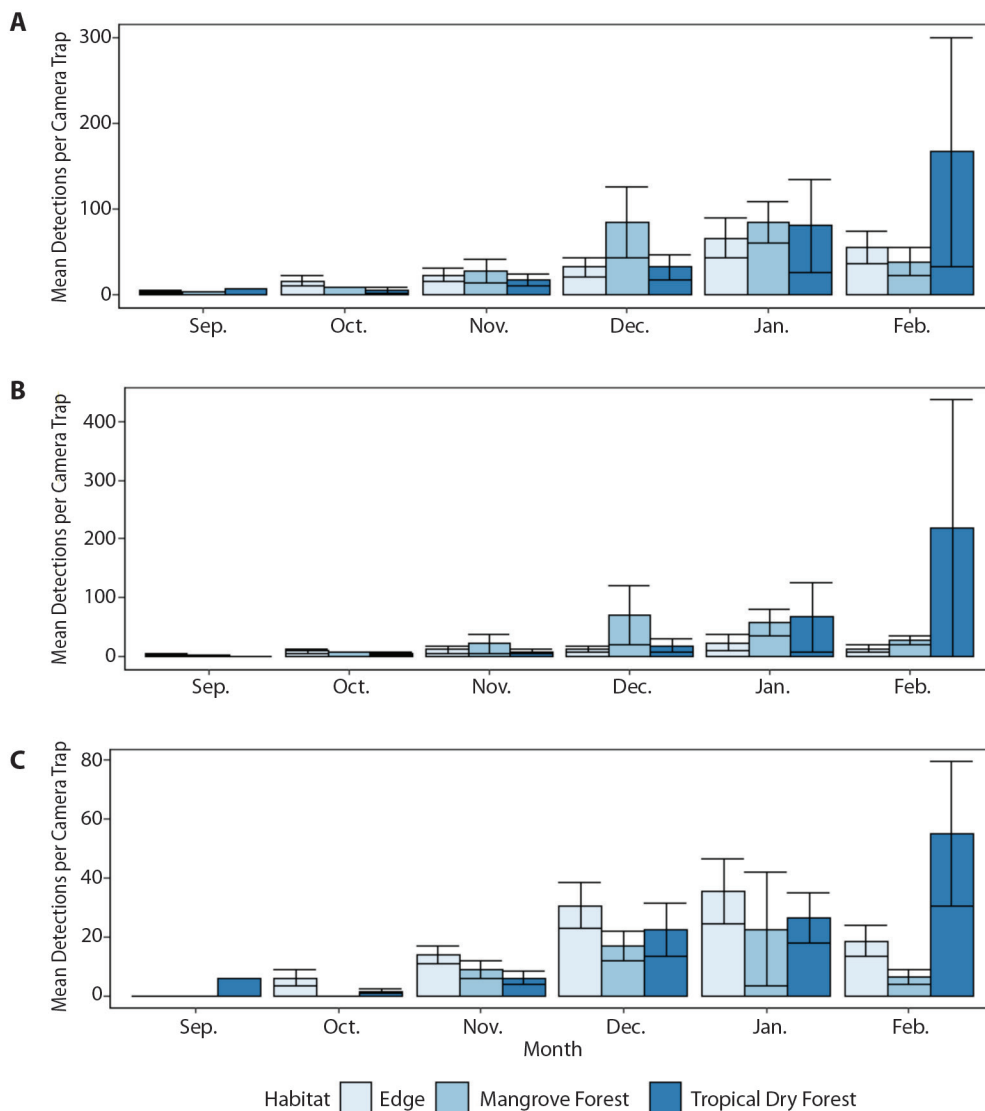 A
Mean Detections per Camera Trap
300
200
100
0
Sep. Oct. Nov. Dec. Jan. Feb.
B
Mean Detections per Camera Trap
400
300
200
100
0
Sep. Oct. Nov. Dec. Jan. Feb.
C
Mean Detections per Camera Trap
80
60
40
20
0
Sep. Oct. Nov. Dec. Jan. Feb.
Month
Habitat Edge Mangrove Forest Tropical Dry Forest